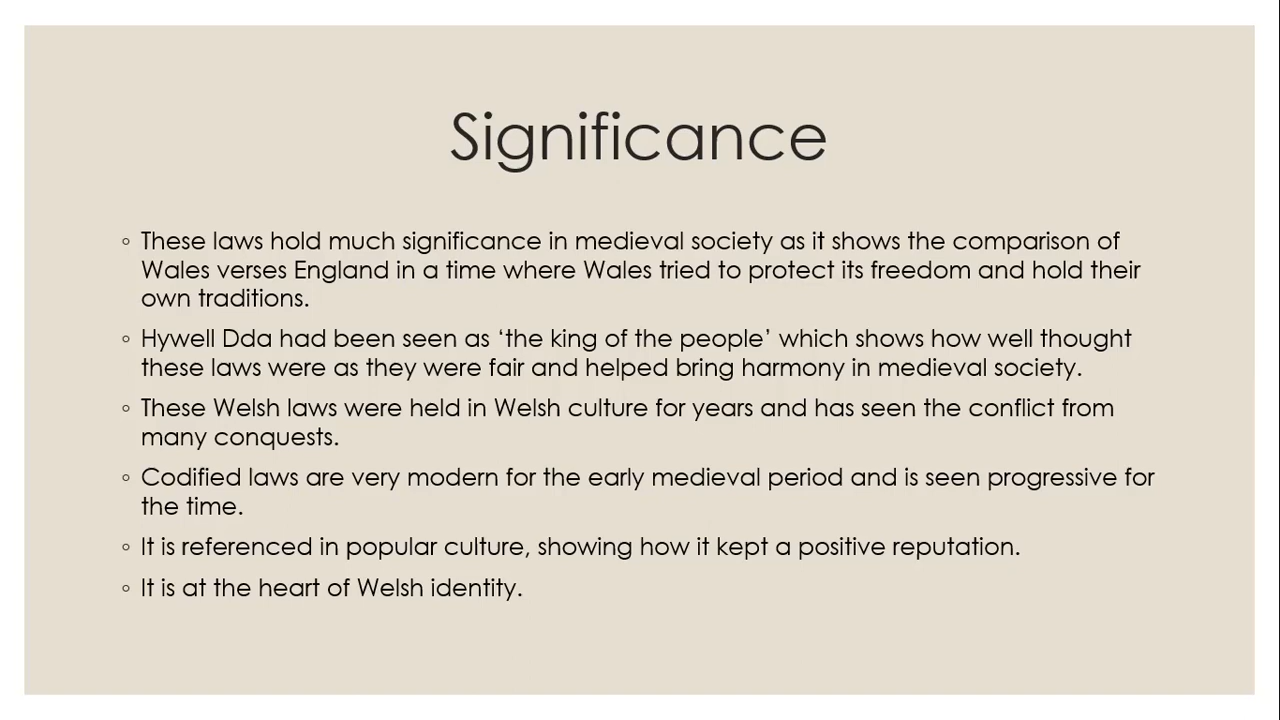 Significance
◦ These laws hold much significance in medieval society as it shows the comparison of
Wales verses England in a time where Wales tried to protect its freedom and hold their
own traditions.
◦ Hywell Dda had been seen as ‘the king of the people’ which shows how well thought
these laws were as they were fair and helped bring harmony in medieval society.
◦ These Welsh laws were held in Welsh culture for years and has seen the conflict from
many conquests.
◦ Codified laws are very modern for the early medieval period and is seen progressive for
the time.
◦ It is referenced in popular culture, showing how it kept a positive reputation.
◦ It is at the heart of Welsh identity.